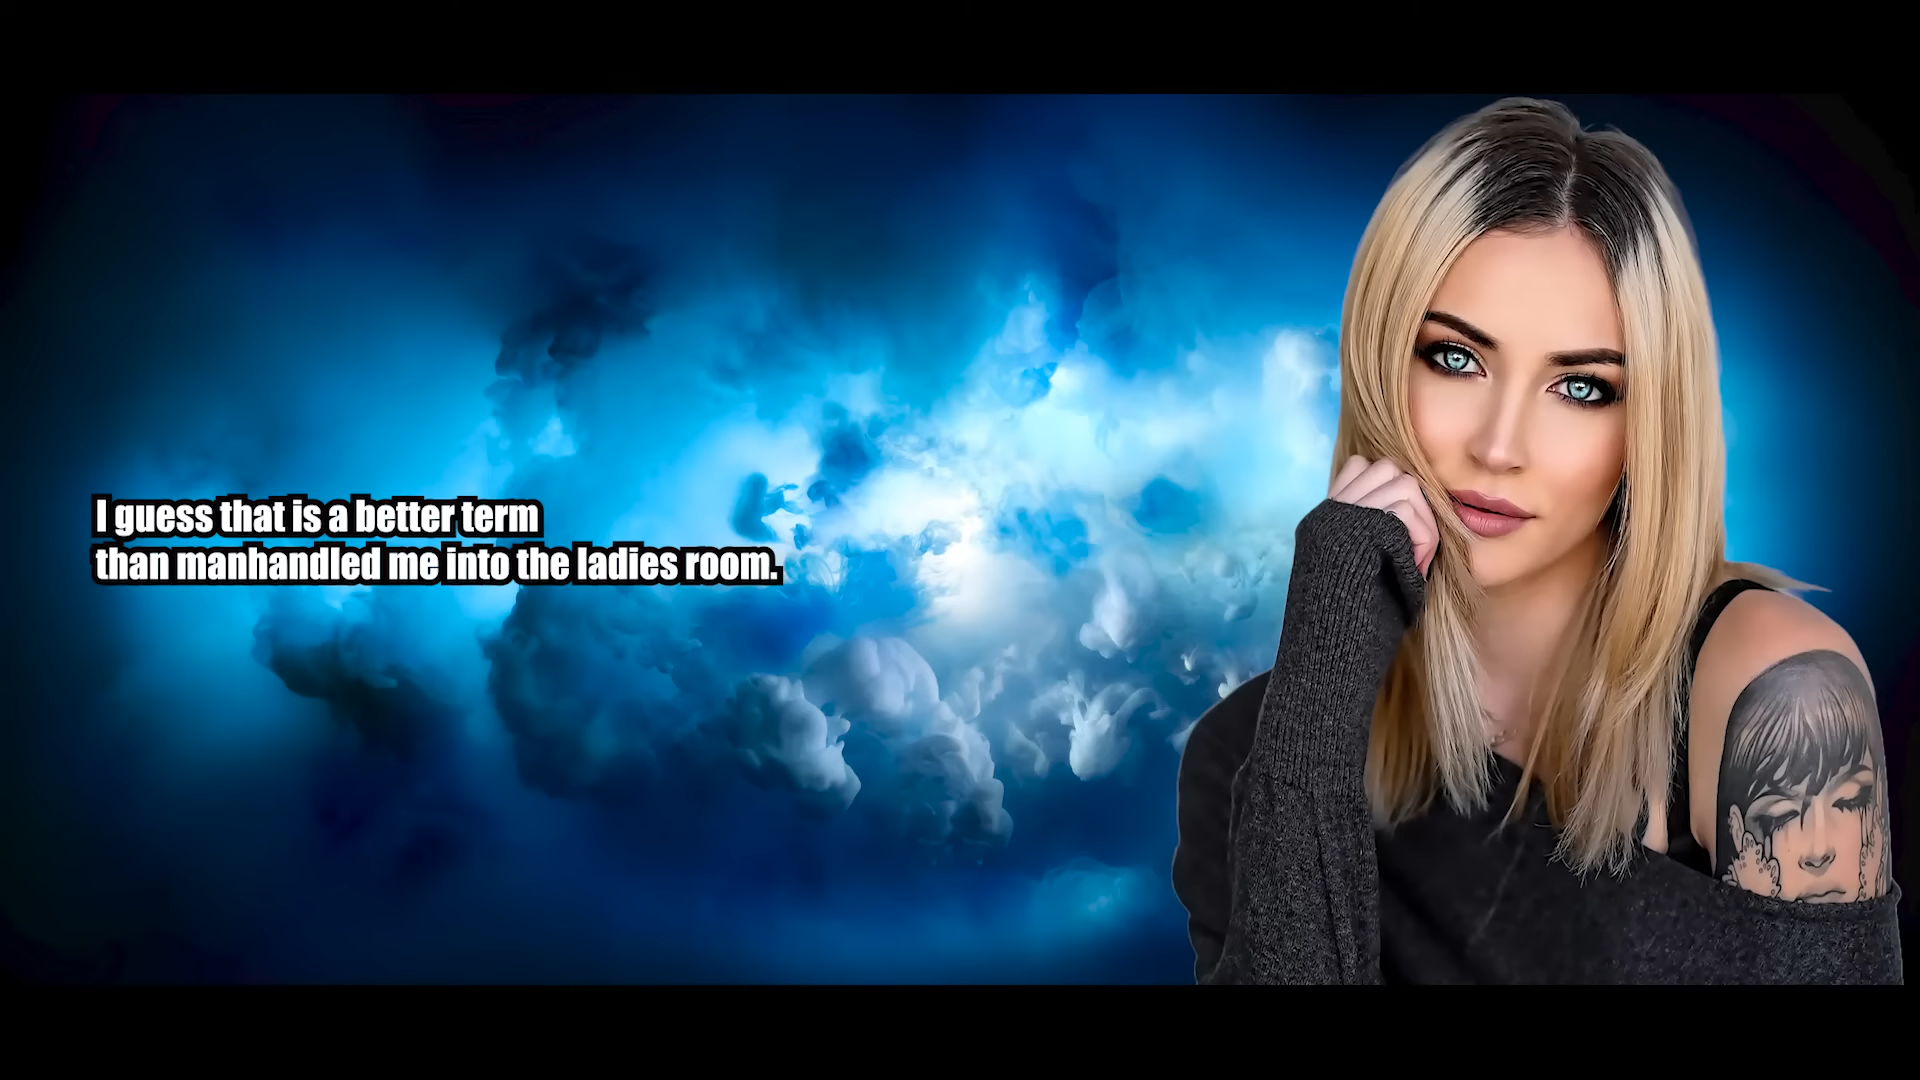 I guess that is a better term
than manhandled me into the ladies room.